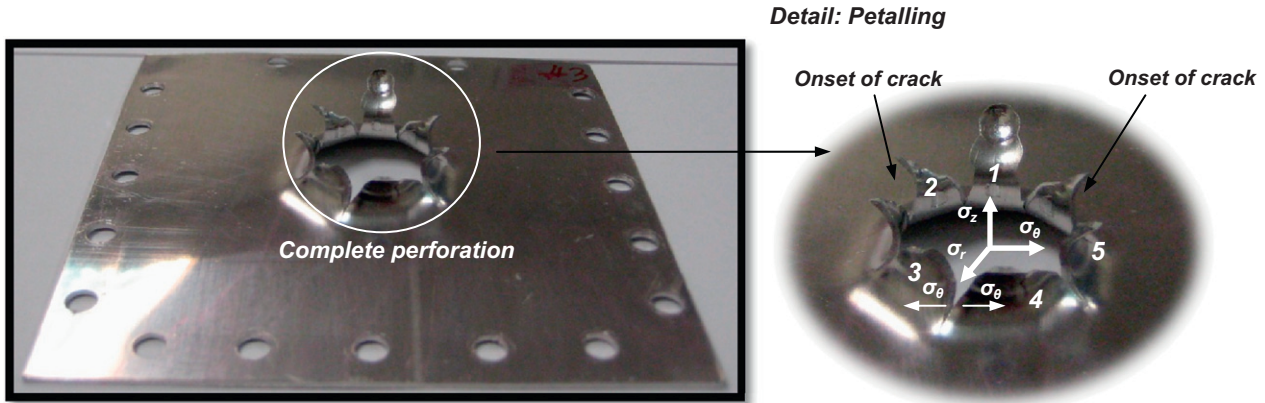 Detail: Petalling
Onset of crack
Onset of crack
43
Complete perforation
1
2
σz
σθ
σr
5
3
σθ
σθ
4